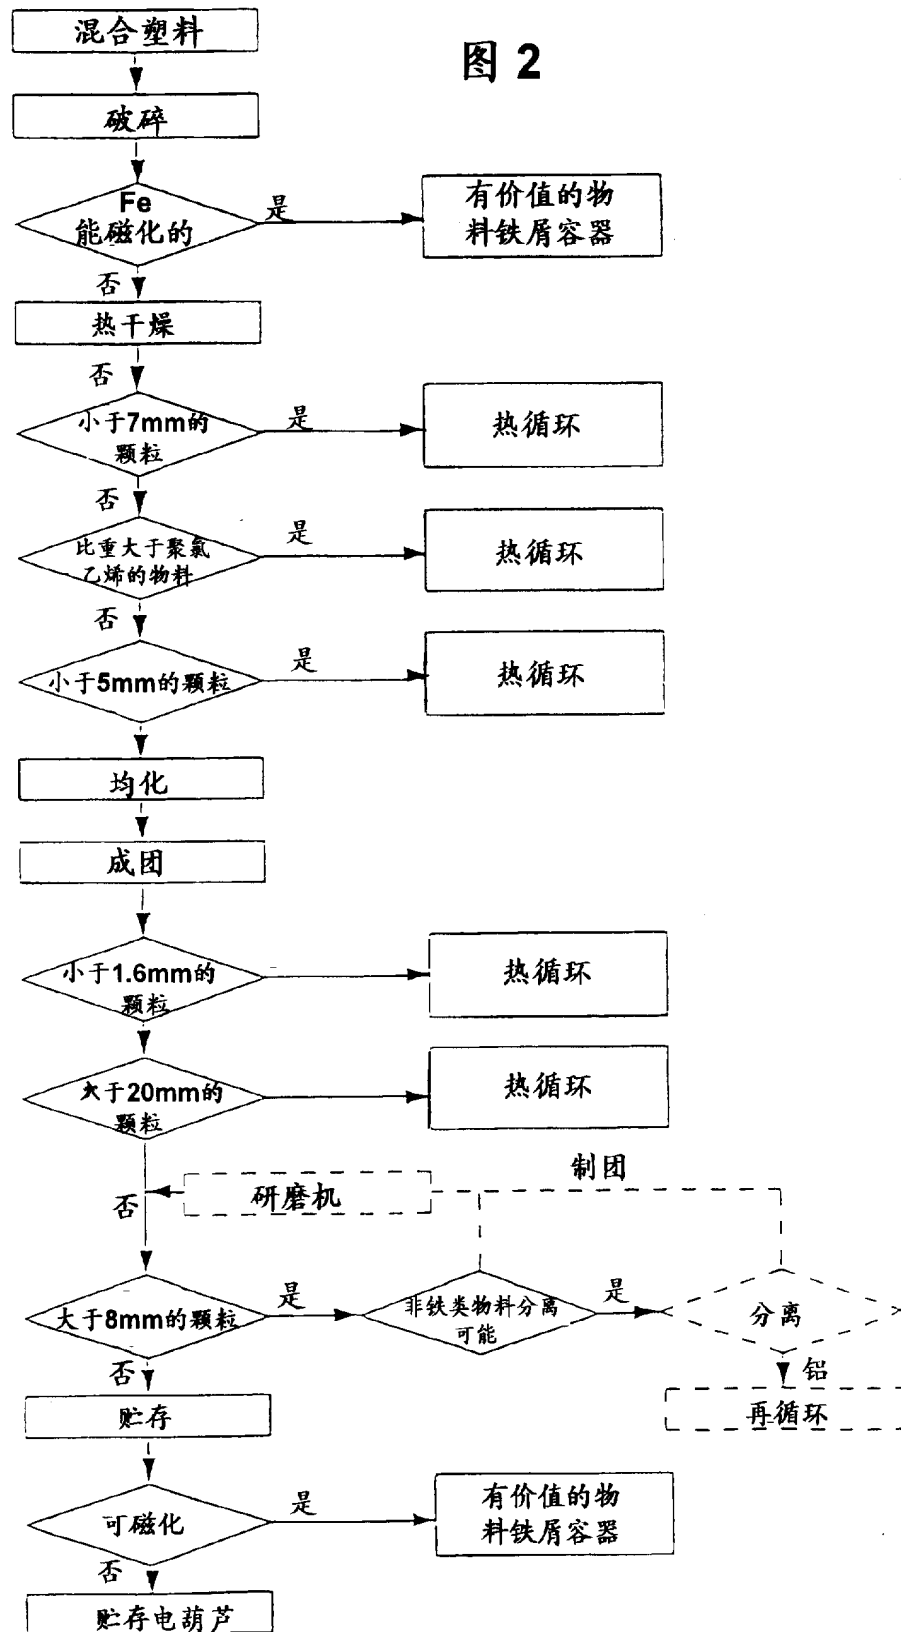 混合塑料
图 2
破碎
Fe
能磁化的
是
有价值的物
料铁屑容器
否
热干燥
否
小于7mm的
颗粒
是
热循环
否
比重大于聚氯
乙烯的物料
是
热循环
否
小于5mm的颗粒
是
热循环
均化
成团
小于1.6mm的
颗粒
热循环
大于20mm的
颗粒
热循环
制团
研磨机
否
大于8mm的颗粒
是
非铁类物料分离
可能
是
分离
铝
再循环
否
贮存
可磁化
是
有价值的物
料铁屑容器
否
贮存电葫芦